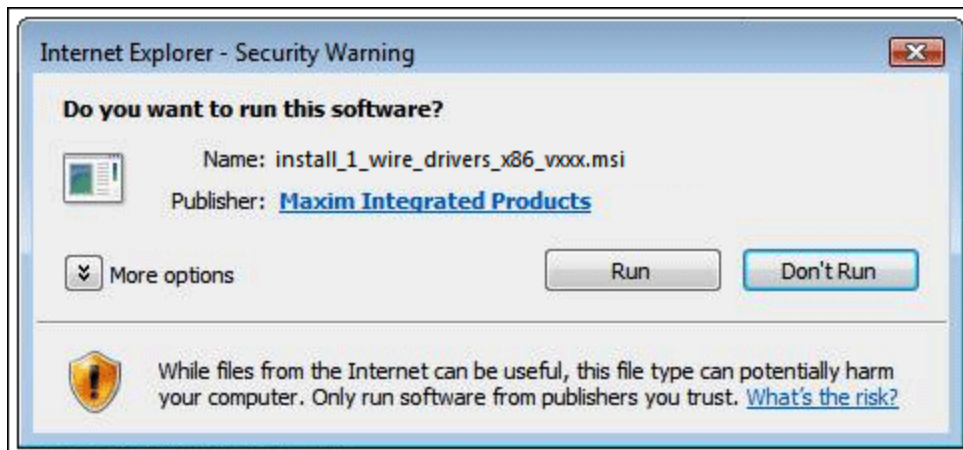 Internet Explorer - Security Warning
Do you want to run this software?
Name: install_1_wire_drivers_x86_vxxx.msi
Publisher: Maxim Integrated Products
More options
Run
Don't Run
While files from the Internet can be useful, this file type can potentially harm
your computer. Only run software from publishers you trust. What's the risk?